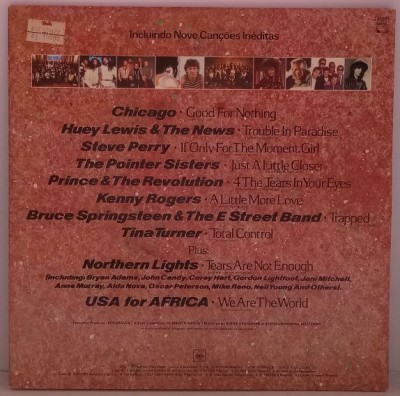 Incluindo Nove Canções Inéditas
Chicago · Good For Nothing
Huey Lewis & The News · Trouble In Paradise
Steve Perry · If Only For The Moment, Girl
The Pointer Sisters · Just A Little Closer
Prince & The Revolution · 4 The Tears In Your Eyes
Kenny Rogers · A Little More Love
Bruce Springsteen & The E Street Band · Trapped
Tina Turner · Total Control
Plus:
Northern Lights · Tears Are Not Enough
(Including: Bryan Adams, John Candy, Corey Hart, Gordon Lightfoot, Joni Mitchell,
Anne Murray, Aldo Nova, Oscar Peterson, Mike Reno, Neil Young And Others).
USA for AFRICA · We Are The World